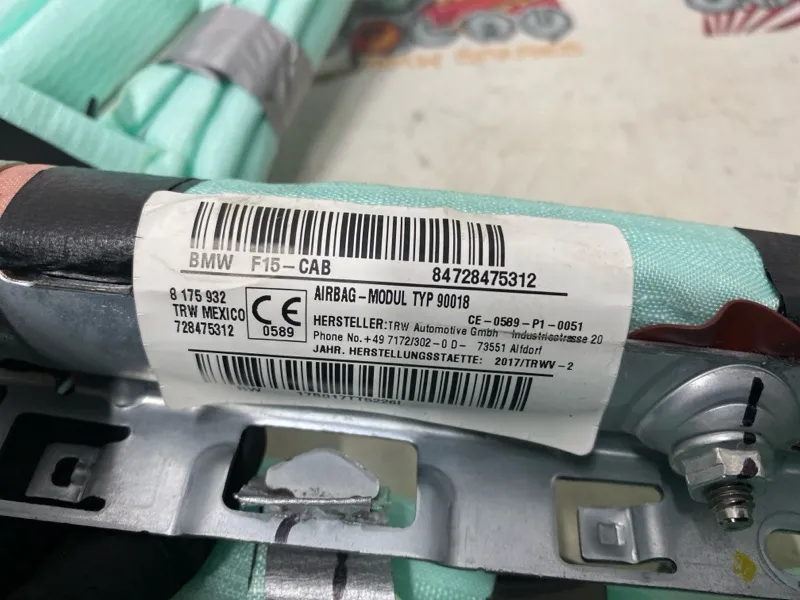 BMW F15-CAB 84728475312
8 175 932
TRW MEXICO
728475312
CE
0589
AIRBAG-MODUL TYP 90018
CE-0589-P1-0051
HERSTELLER: TRW Automotive GmbH Industriestrasse 20
Phone No. +49 7172/302-0 D- 73551 Alfdorf
JAHR. HERSTELLUNGSSTAETTE: 2017/TRWV-2